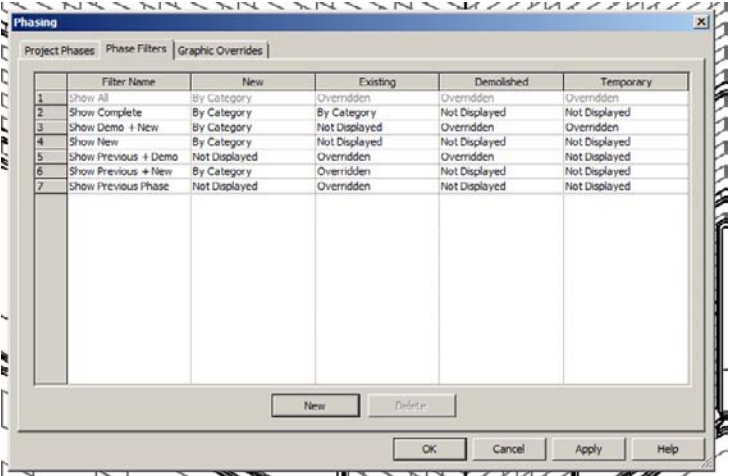 Phasing
Project Phases Phase Filters Graphic Overrides
Filter Name New Existing Demolished Temporary
1 Show All By Category Overridden Overridden Overridden
2 Show Complete By Category By Category Not Displayed Not Displayed
3 Show Demo + New By Category Not Displayed Overridden Overridden
4 Show New By Category Not Displayed Not Displayed Not Displayed
5 Show Previous + Demo Not Displayed Overridden Overridden Not Displayed
6 Show Previous + New By Category Overridden Not Displayed Not Displayed
7 Show Previous Phase Not Displayed Overridden Not Displayed Not Displayed
New Delete
OK Cancel Apply Help